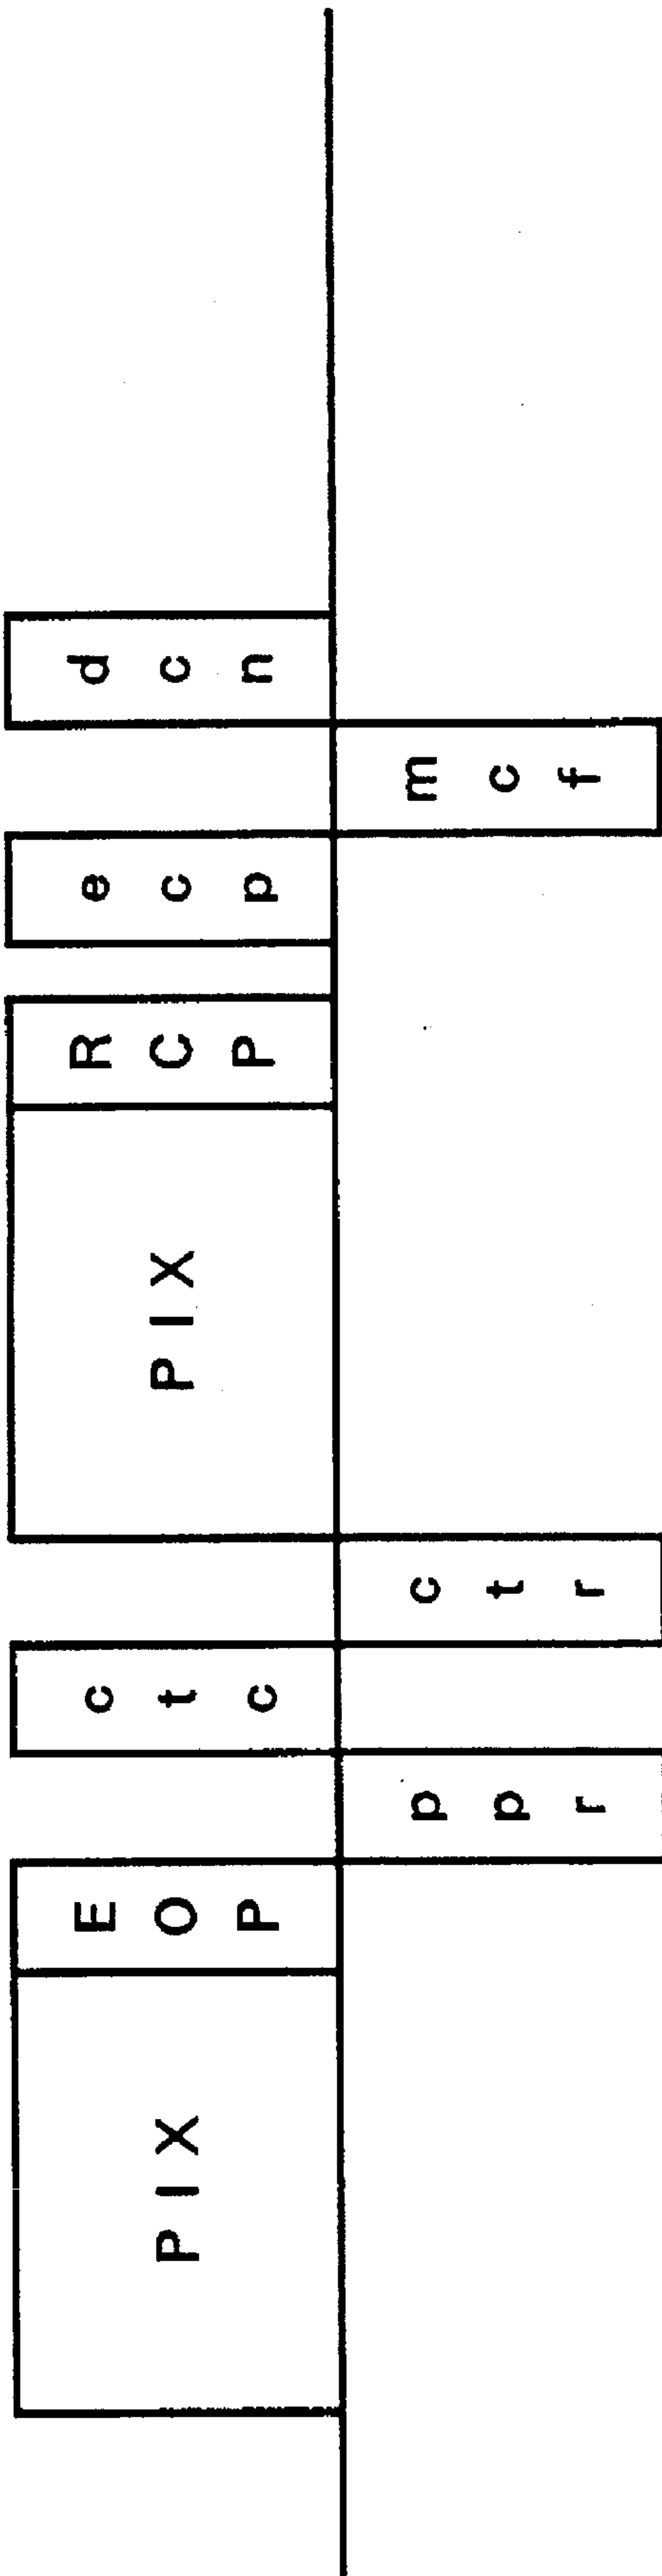 PIX
EOP
ppr
ctc
ctr
PIX
RCP
ecp
mcf
dcn